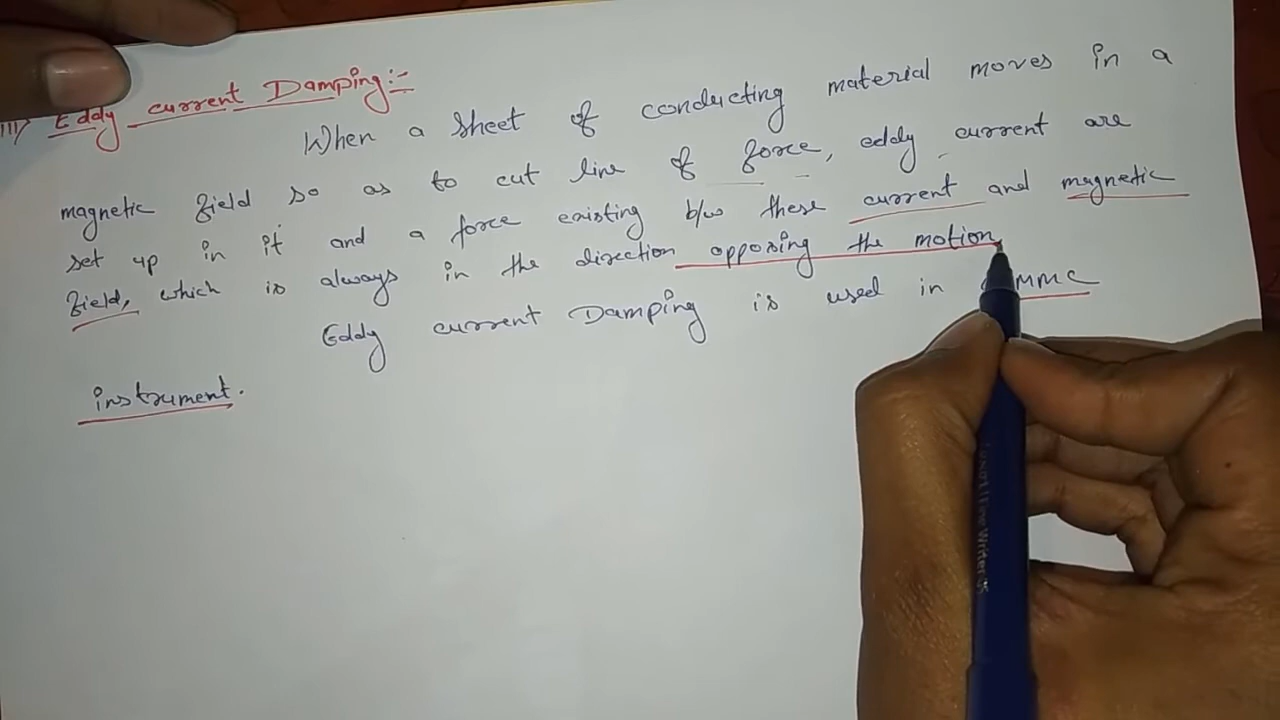 III) Eddy current Damping:-
When a sheet of conducting material moves in a
magnetic field so as to cut line of force, eddy current are
set up in it and a force existing b/w these current and magnetic
field, which is always in the direction opposing the motion
Eddy current Damping is used in MMC
instrument.